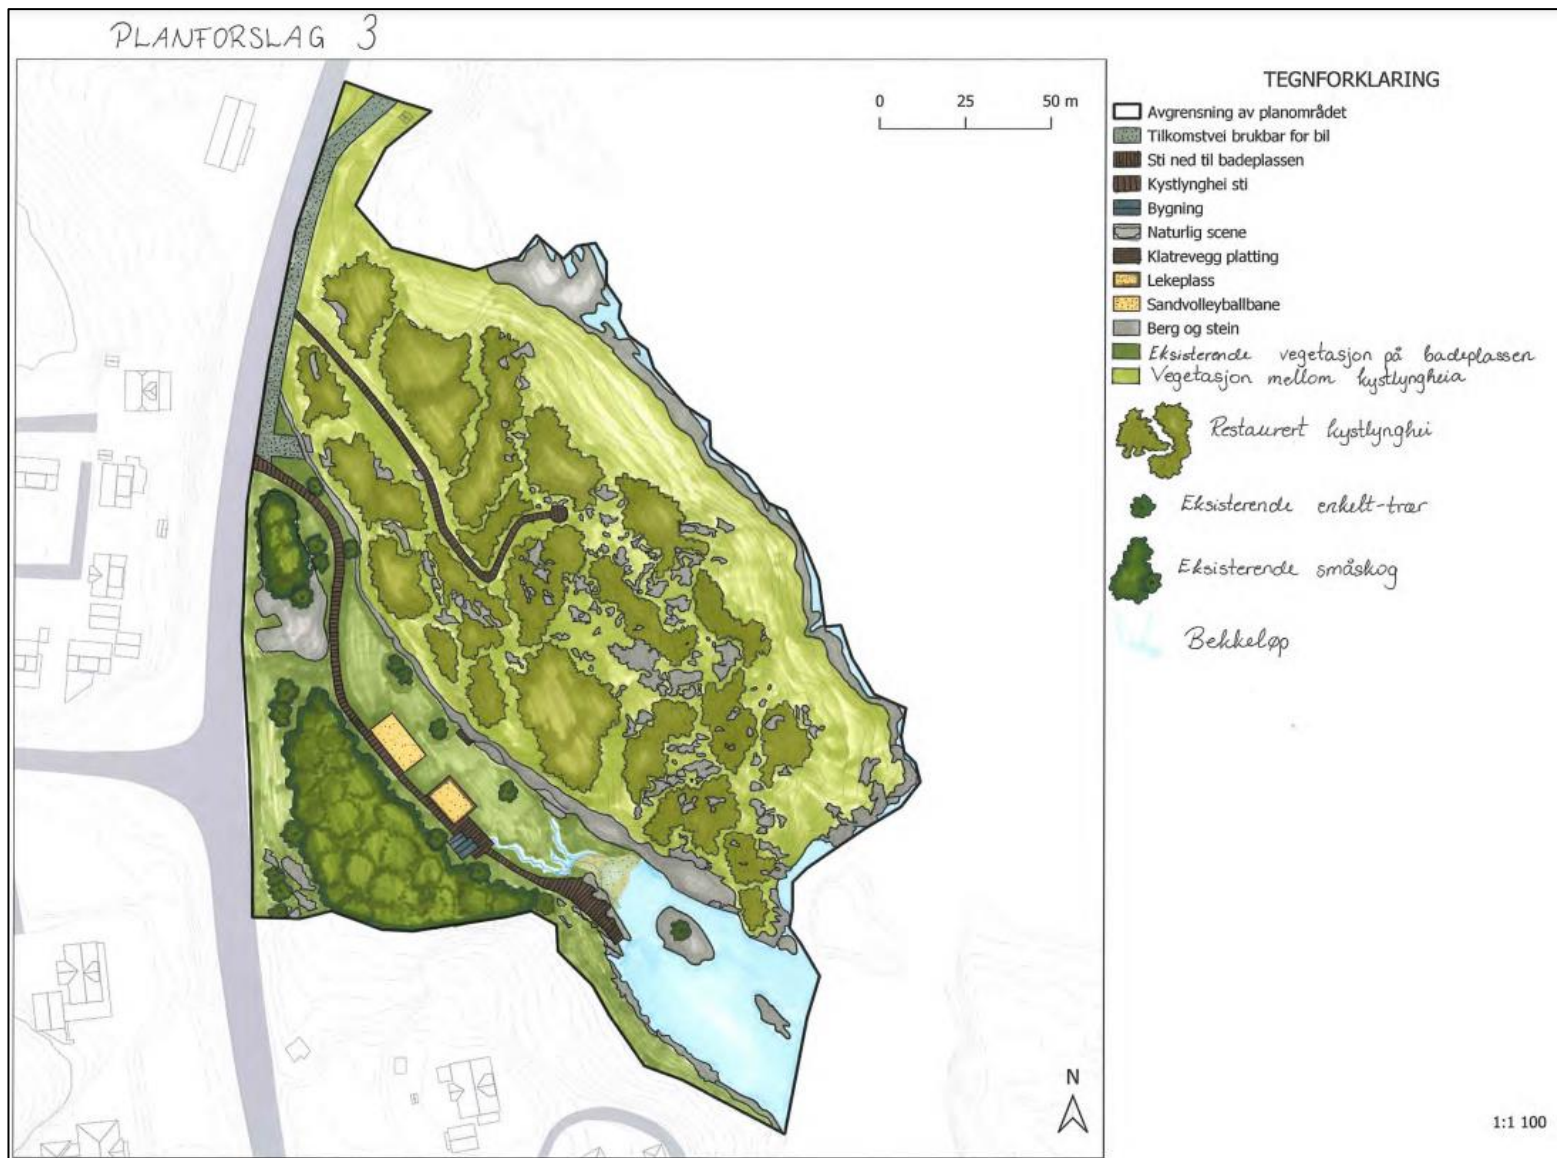 PLANFORSLAG 3
0 25 50 m
N
TEGNFORKLARING
Avgrensning av planområdet
Tilkomstvei brukbar for bil
Sti ned til badeplassen
Kystlynghei sti
Bygning
Naturlig scene
Klatrevegg platting
Lekeplass
Sandvolleyballbane
Berg og stein
Eksisterende vegetasjon på badeplassen
Vegetasjon mellom kystlyngheia
Restaurert kystlynghei
Eksisterende enkelt-trær
Eksisterende småskog
Bekkeløp
1:1 100